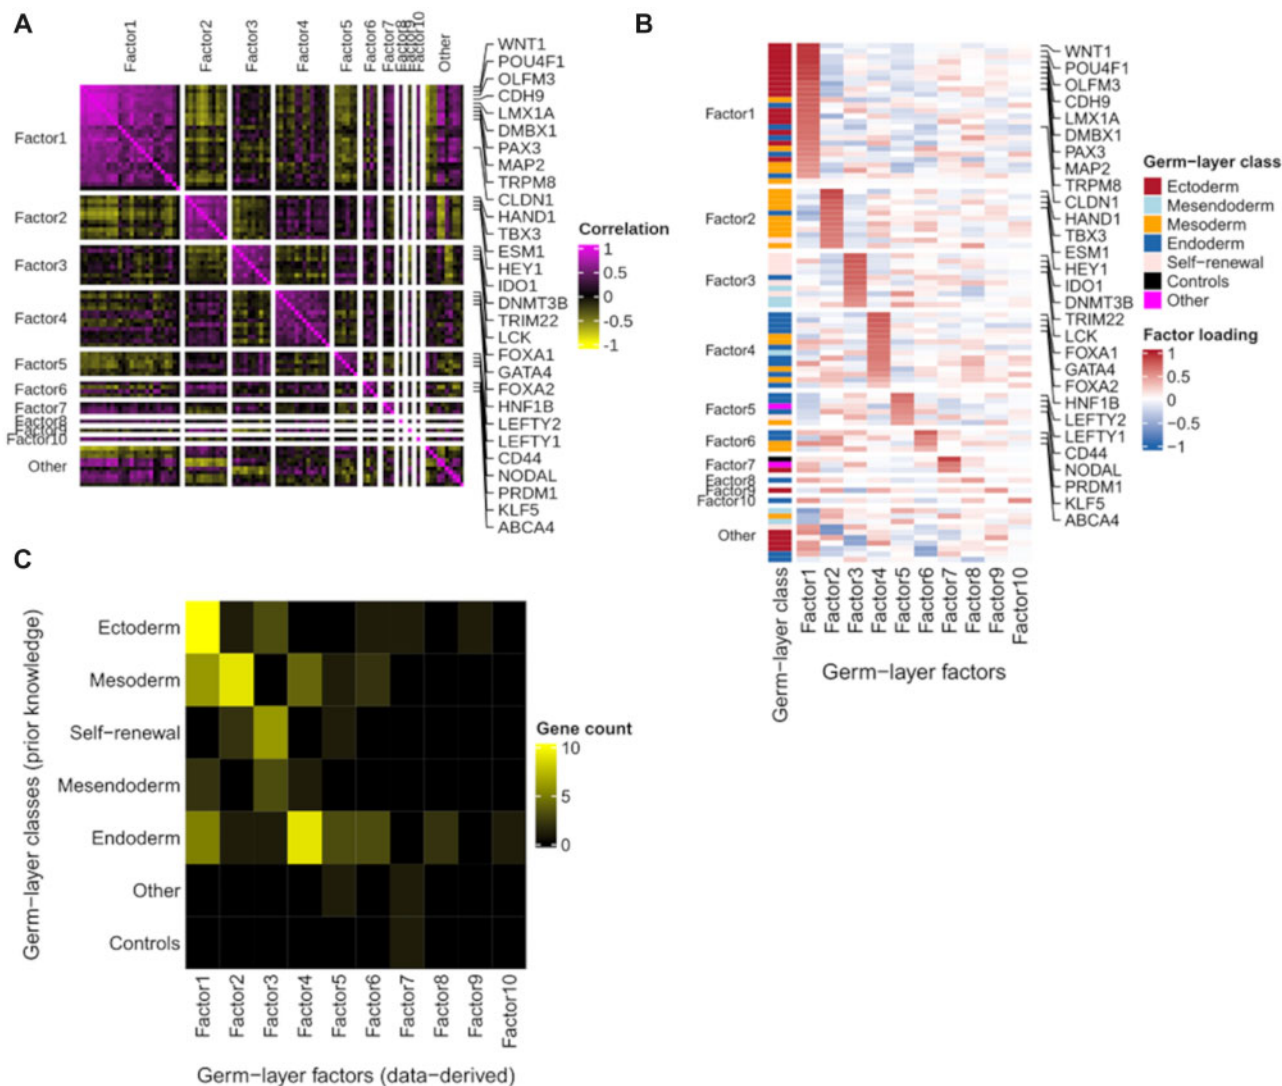 A
Factor1
Factor2
Factor3
Factor4
Factor5
Factor6
Factor7
Factor8
Factor9
Factor10
Other
Factor1
Factor2
Factor3
Factor4
Factor5
Factor6
Factor7
Factor8
Factor9
Factor10
Other
WNT1
POU4F1
OLFM3
CDH9
LMX1A
DMBX1
PAX3
MAP2
TRPM8
CLDN1
HAND1
TBX3
ESM1
HEY1
IDO1
DNMT3B
TRIM22
LCK
FOXA1
GATA4
FOXA2
HNF1B
LEFTY2
LEFTY1
CD44
NODAL
PRDM1
KLF5
ABCA4
Correlation
1
0.5
0
-0.5
-1
B
Factor1
Factor2
Factor3
Factor4
Factor5
Factor6
Factor7
Factor8
Factor9
Factor10
Other
WNT1
POU4F1
OLFM3
CDH9
LMX1A
DMBX1
PAX3
MAP2
TRPM8
CLDN1
HAND1
TBX3
ESM1
HEY1
IDO1
DNMT3B
TRIM22
LCK
FOXA1
GATA4
FOXA2
HNF1B
LEFTY2
LEFTY1
CD44
NODAL
PRDM1
KLF5
ABCA4
Germ-layer class
Ectoderm
Mesendoderm
Mesoderm
Endoderm
Self-renewal
Controls
Other
Factor loading
1
0.5
0
-0.5
-1
Germ-layer class
Factor1
Factor2
Factor3
Factor4
Factor5
Factor6
Factor7
Factor8
Factor9
Factor10
Germ-layer factors
C
Germ-layer classes (prior knowledge)
Ectoderm
Mesoderm
Self-renewal
Mesendoderm
Endoderm
Other
Controls
Gene count
10
5
0
Factor1
Factor2
Factor3
Factor4
Factor5
Factor6
Factor7
Factor8
Factor9
Factor10
Germ-layer factors (data-derived)